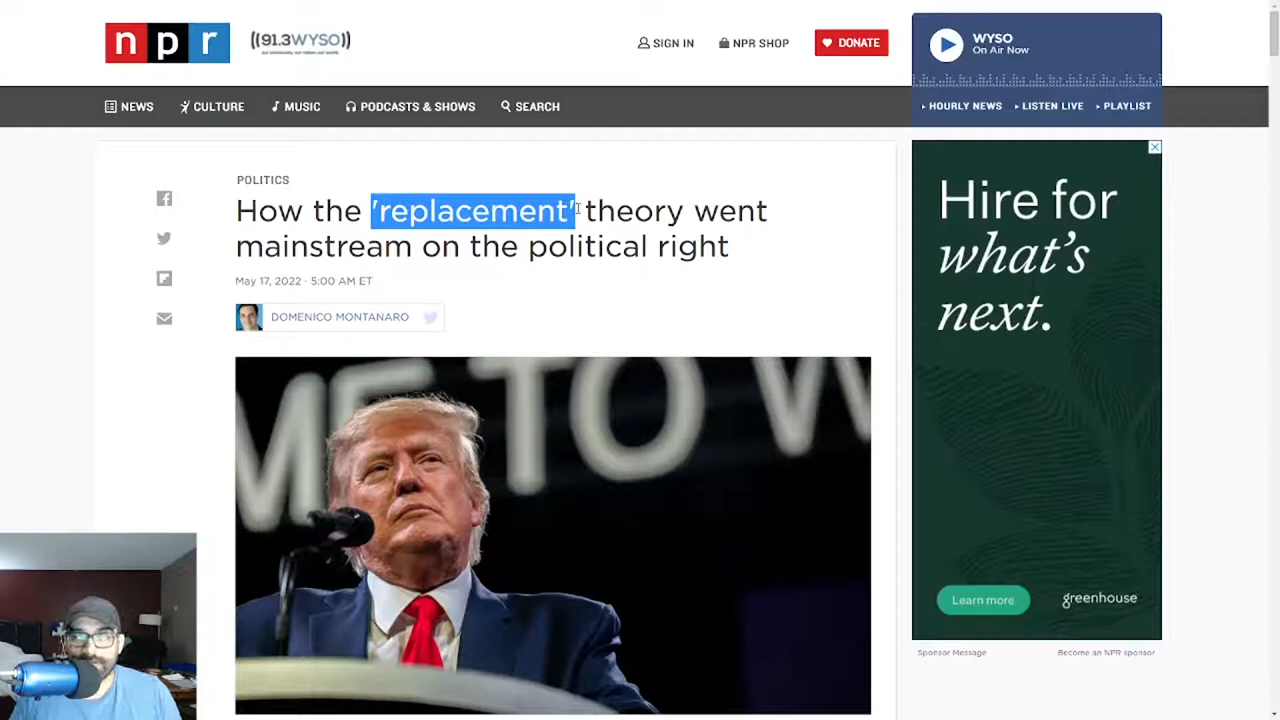 npr
((91.3WYSO))
SIGN IN
NPR SHOP
DONATE
WYSO
On Air Now
HOURLY NEWS
LISTEN LIVE
PLAYLIST
NEWS
CULTURE
MUSIC
PODCASTS & SHOWS
SEARCH
POLITICS
How the 'replacement' theory went
mainstream on the political right
May 17, 2022 · 5:00 AM ET
DOMENICO MONTANARO
ME TO W
Hire for
what's
next.
Learn more
greenhouse
Sponsor Message
Become an NPR sponsor